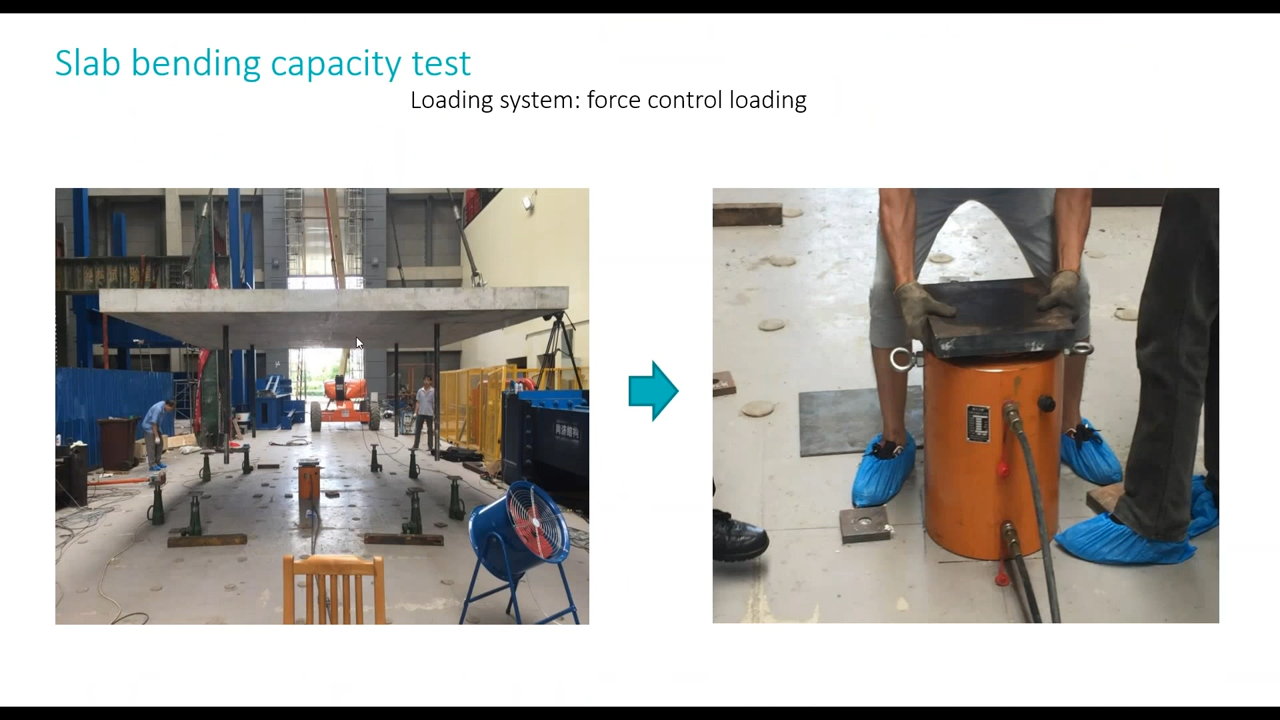 Slab bending capacity test
Loading system: force control loading